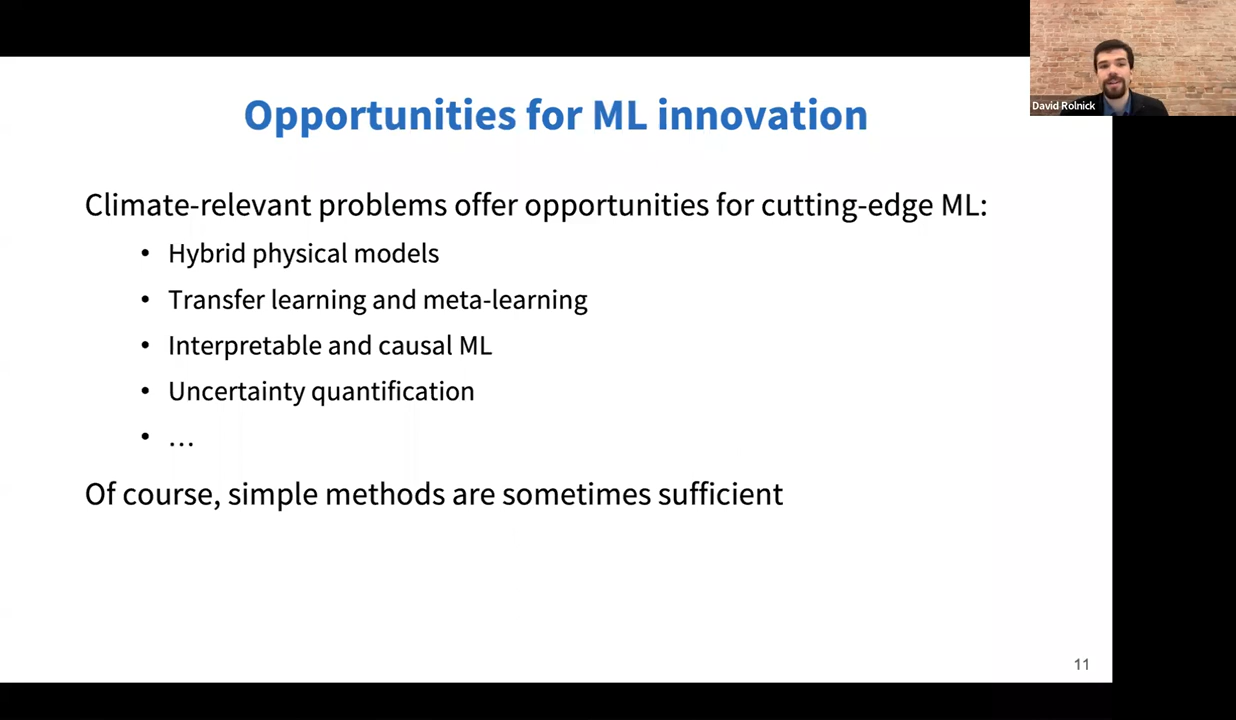 Opportunities for ML innovation
David Rolnick
Climate-relevant problems offer opportunities for cutting-edge ML:
• Hybrid physical models
• Transfer learning and meta-learning
• Interpretable and causal ML
• Uncertainty quantification
• …
Of course, simple methods are sometimes sufficient
11